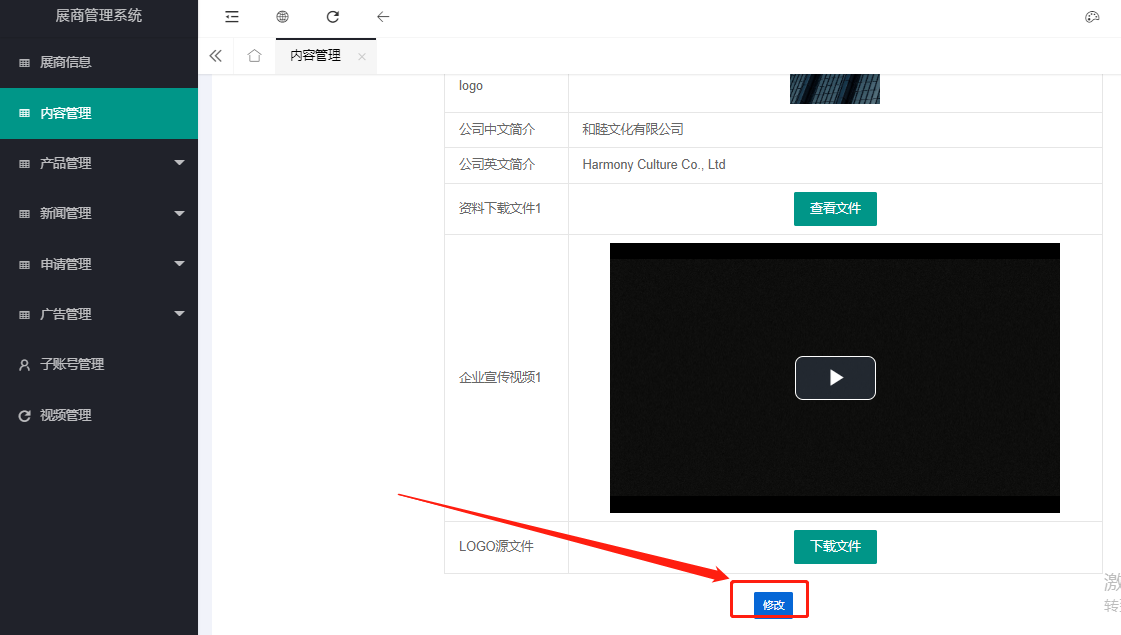 展商管理系统
展商信息
内容管理
产品管理
新闻管理
申请管理
广告管理
子账号管理
视频管理
内容管理
logo
公司中文简介
和睦文化有限公司
公司英文简介
Harmony Culture Co., Ltd
资料下载文件1
查看文件
企业宣传视频1
LOGO源文件
下载文件
修改
激
转